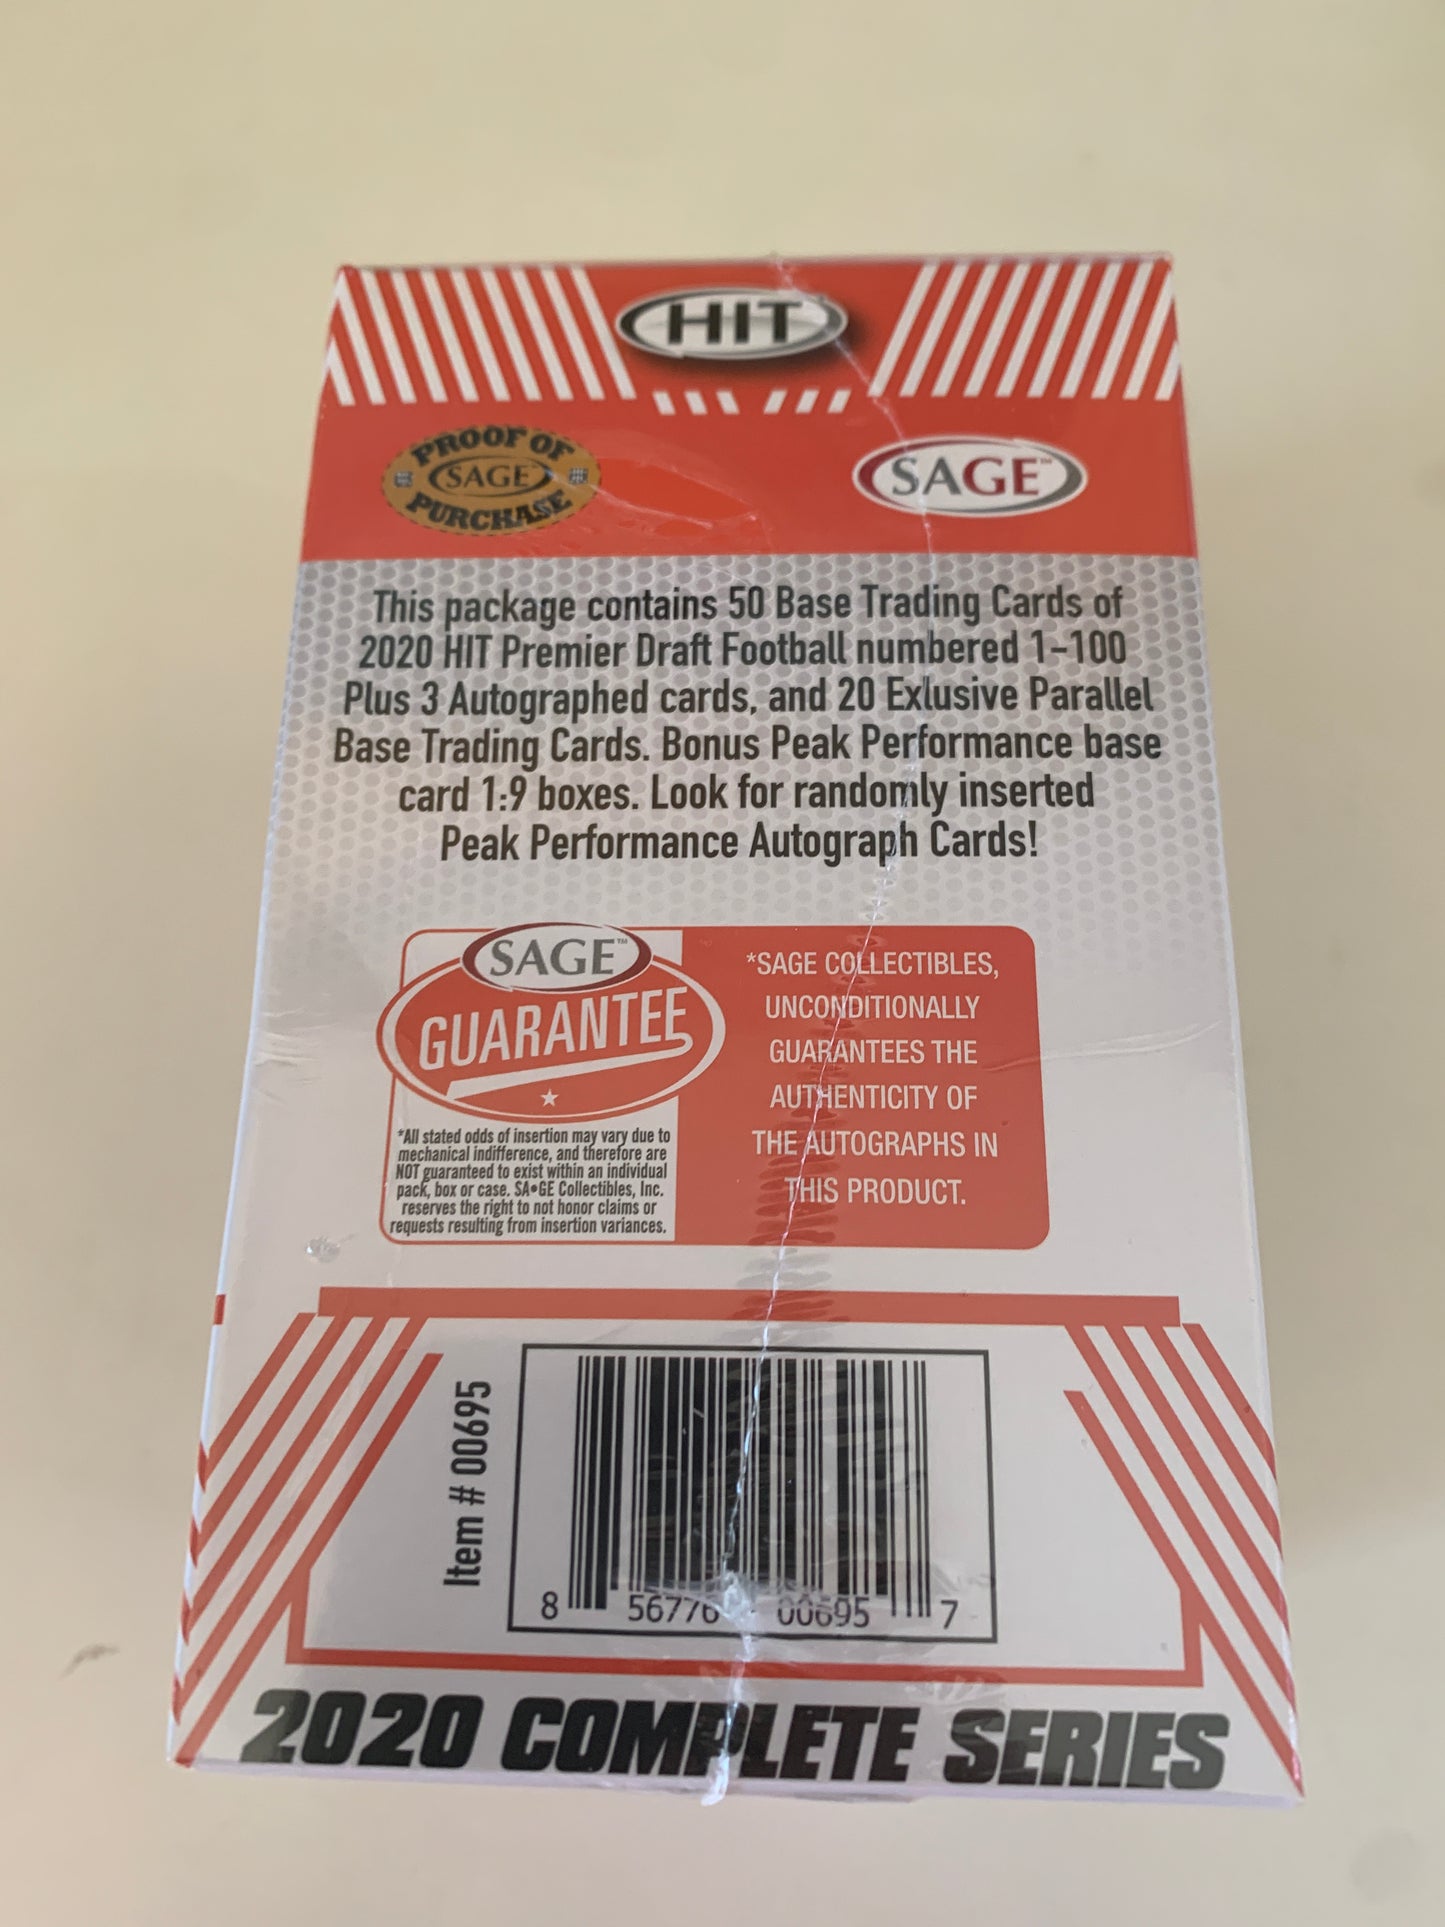 HIT
PROOF OF
SAGE
PURCHASE
SAGE™
This package contains 50 Base Trading Cards of
2020 HIT Premier Draft Football numbered 1-100
Plus 3 Autographed cards, and 20 Exlusive Parallel
Base Trading Cards. Bonus Peak Performance base
card 1:9 boxes. Look for randomly inserted
Peak Performance Autograph Cards!
SAGE™
GUARANTEE
*All stated odds of insertion may vary due to
mechanical indifference, and therefore are
NOT guaranteed to exist within an individual
pack, box or case. SA•GE Collectibles, Inc.
reserves the right to not honor claims or
requests resulting from insertion variances.
*SAGE COLLECTIBLES,
UNCONDITIONALLY
GUARANTEES THE
AUTHENTICITY OF
THE AUTOGRAPHS IN
THIS PRODUCT.
Item # 00695
8 56776 00695 7
2020 COMPLETE SERIES